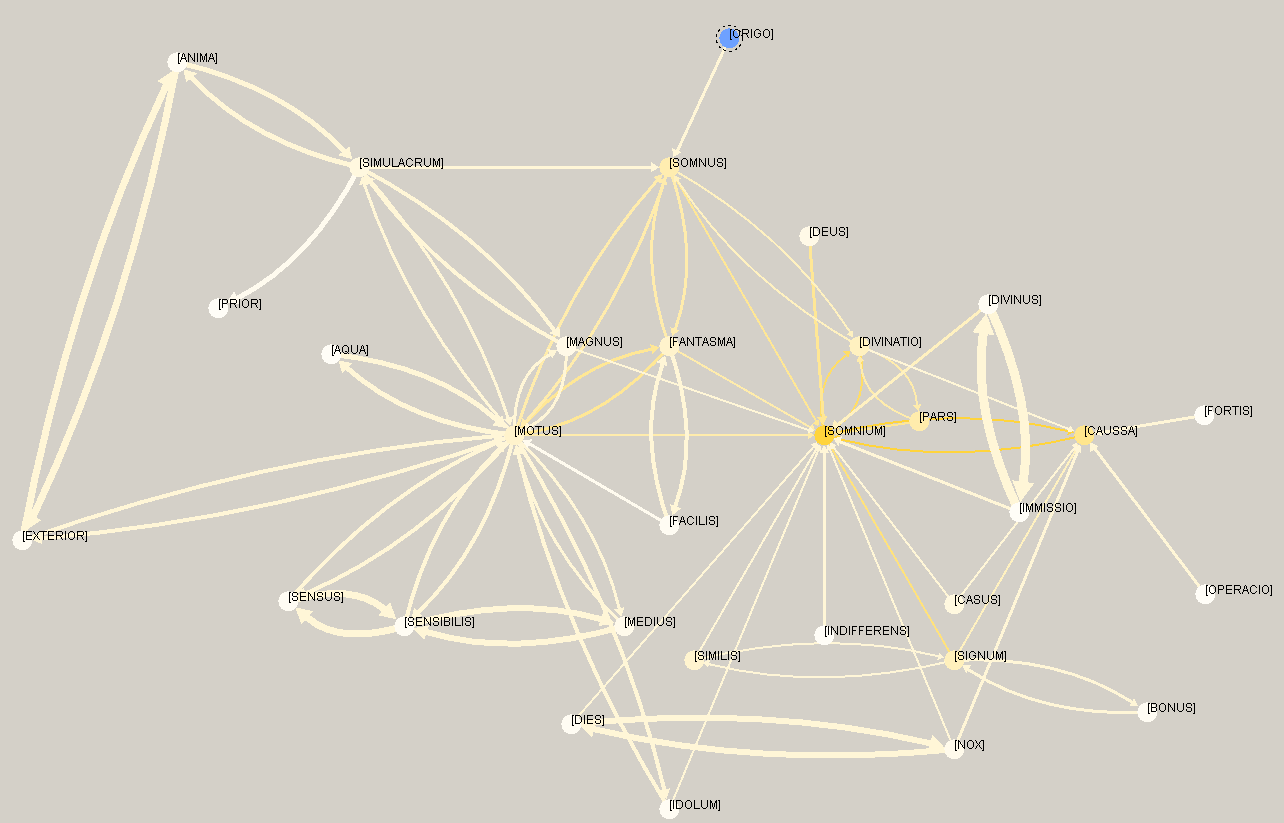 [ORIGO]
[ANIMA]
[SIMULACRUM]
[SOMNUS]
[DEUS]
[PRIOR]
[DIVINUS]
[AQUA]
[MAGNUS]
[FANTASMA]
[DIVINATIO]
[MOTUS]
[SOMNIUM]
[PARS]
[CAUSSA]
[FORTIS]
[EXTERIOR]
[FACILIS]
[IMMISSIO]
[SENSUS]
[SENSIBILIS]
[MEDIUS]
[CASUS]
[OPERACIO]
[INDIFFERENS]
[SIMILIS]
[SIGNUM]
[DIES]
[BONUS]
[NOX]
[IDOLUM]